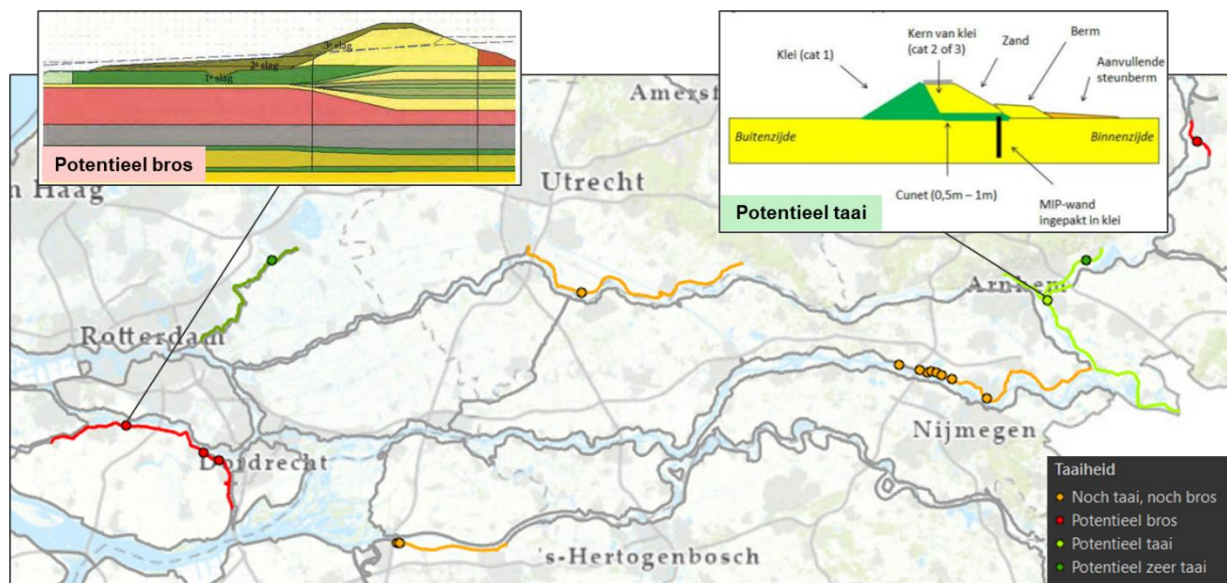 3e slag
2e slag
1e slag
Potentieel bros
Klei (cat 1)
Kern van klei
(cat 2 of 3)
Zand
Berm
Aanvullende
steunberm
Buitenzijde
Binnenzijde
Cunet (0,5m – 1m)
MIP-wand
ingepakt in klei
Potentieel taai
Amersf
n Haag
Utrecht
Arnhem
Rotterdam
Nijmegen
Dordrecht
's-Hertogenbosch
Taaiheid
Noch taai, noch bros
Potentieel bros
Potentieel taai
Potentieel zeer taai